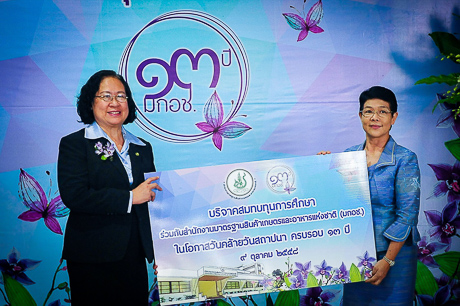 ๑๓ ปี
มกอช.
๑๓
บริจาคสมทบทุนการศึกษา
ร่วมกับสำนักงานมาตรฐานสินค้าเกษตรและอาหารแห่งชาติ (มกอช.)
ในโอกาสวันคล้ายวันสถาปนา ครบรอบ ๑๓ ปี
๙ ตุลาคม ๒๕๕๘